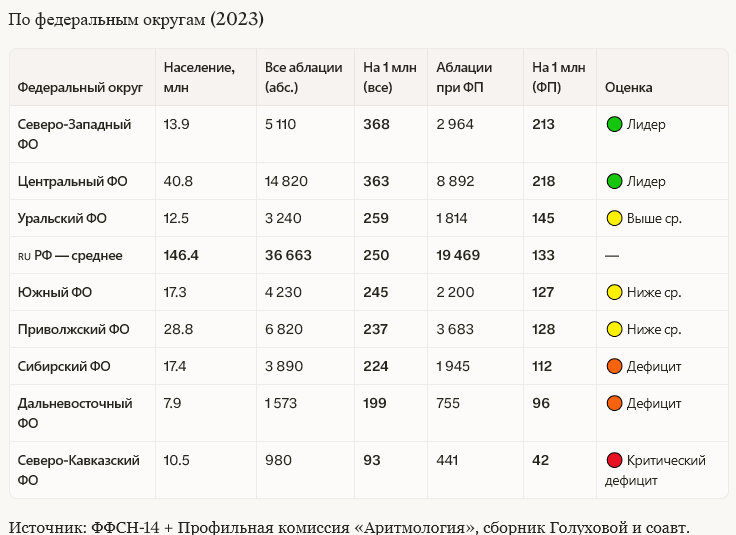 По федеральным округам (2023)
Федеральный округ | Население, млн | Все аблации (абс.) | На 1 млн (все) | Аблации при ФП | На 1 млн (ФП) | Оценка
Северо-Западный ФО | 13.9 | 5 110 | 368 | 2 964 | 213 | Лидер
Центральный ФО | 40.8 | 14 820 | 363 | 8 892 | 218 | Лидер
Уральский ФО | 12.5 | 3 240 | 259 | 1 814 | 145 | Выше ср.
RU РФ — среднее | 146.4 | 36 663 | 250 | 19 469 | 133 | —
Южный ФО | 17.3 | 4 230 | 245 | 2 200 | 127 | Ниже ср.
Приволжский ФО | 28.8 | 6 820 | 237 | 3 683 | 128 | Ниже ср.
Сибирский ФО | 17.4 | 3 890 | 224 | 1 945 | 112 | Дефицит
Дальневосточный ФО | 7.9 | 1 573 | 199 | 755 | 96 | Дефицит
Северо-Кавказский ФО | 10.5 | 980 | 93 | 441 | 42 | Критический дефицит
Источник: ФФСН-14 + Профильная комиссия «Аритмология», сборник Голуховой и соавт.